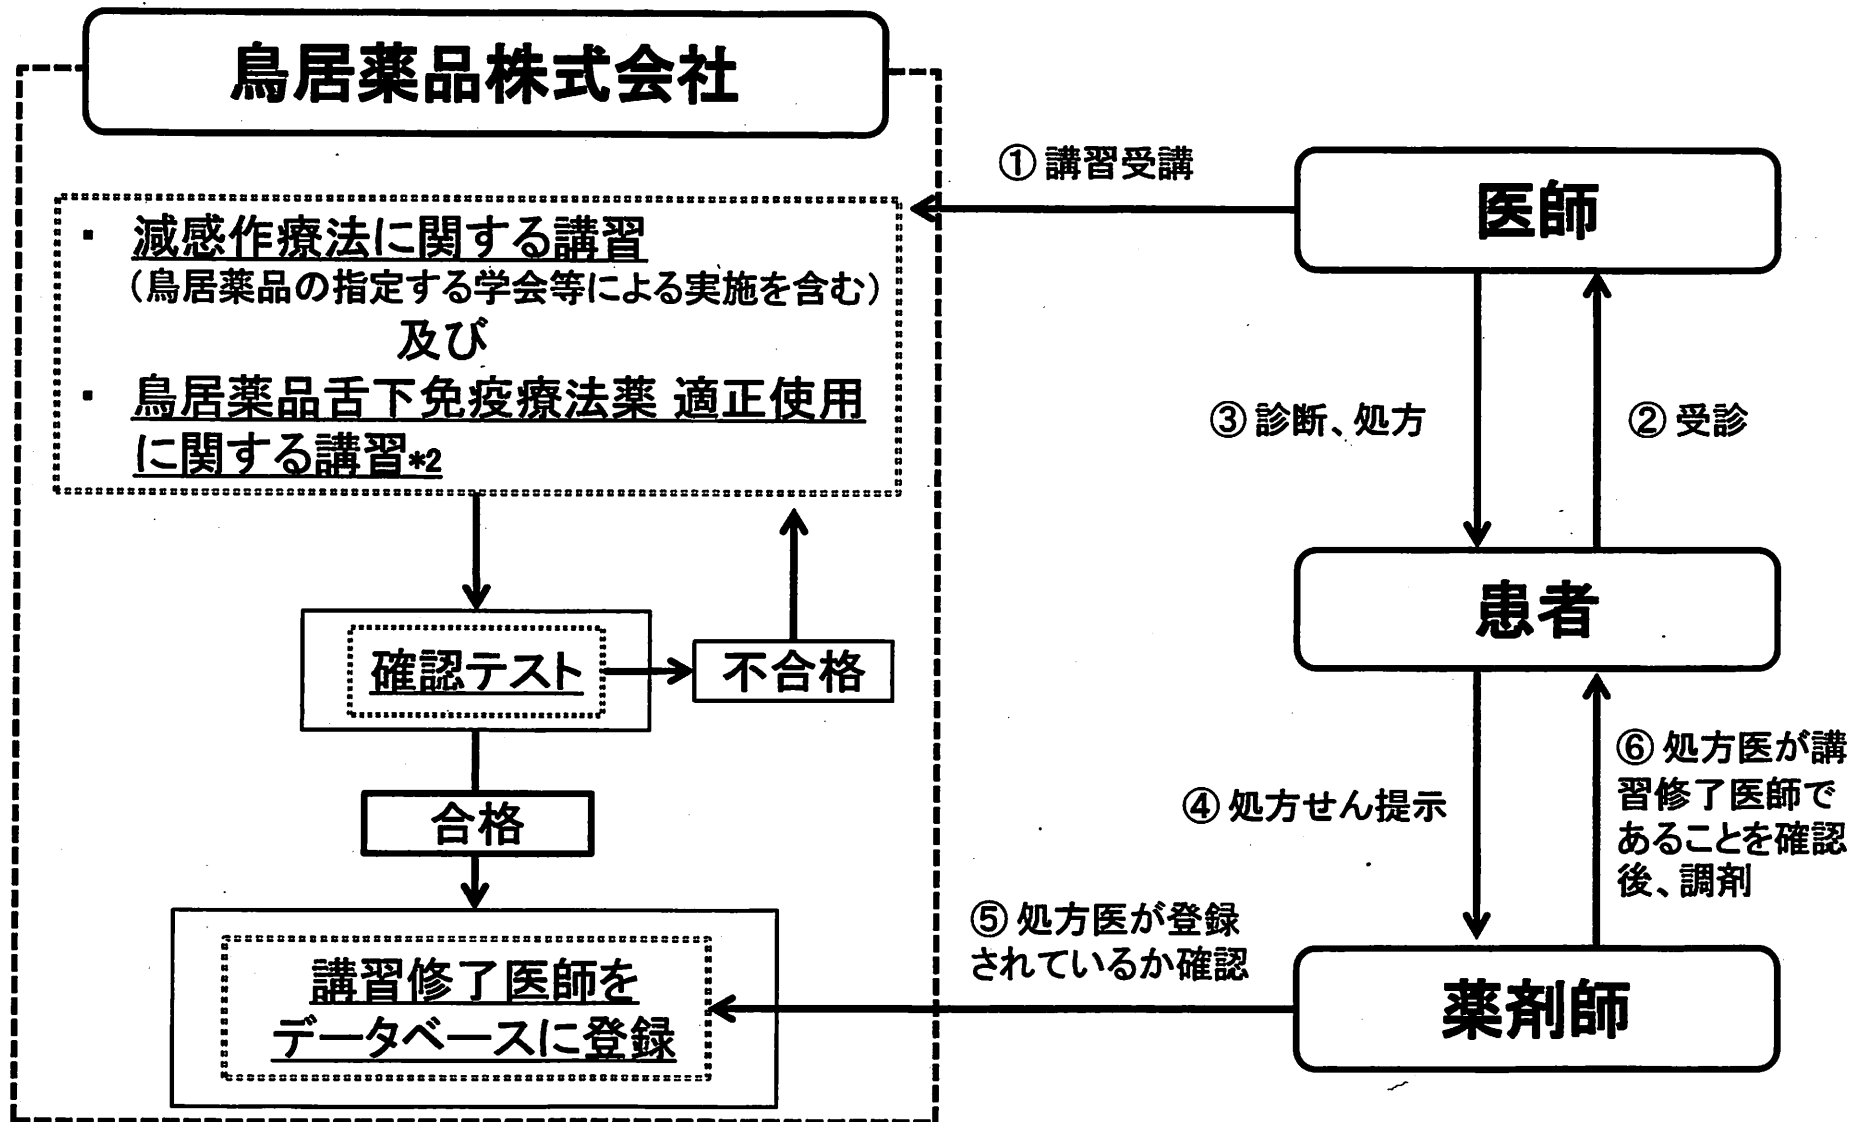 鳥居薬品株式会社
・ 減感作療法に関する講習
(鳥居薬品の指定する学会等による実施を含む)
及び
・ 鳥居薬品舌下免疫療法薬 適正使用
に関する講習*2
確認テスト
不合格
合格
講習修了医師を
データベースに登録
① 講習受講
医師
③ 診断、処方
② 受診
患者
④ 処方せん提示
⑥ 処方医が講
習修了医師で
あることを確認
後、調剤
⑤ 処方医が登録
されているか確認
薬剤師